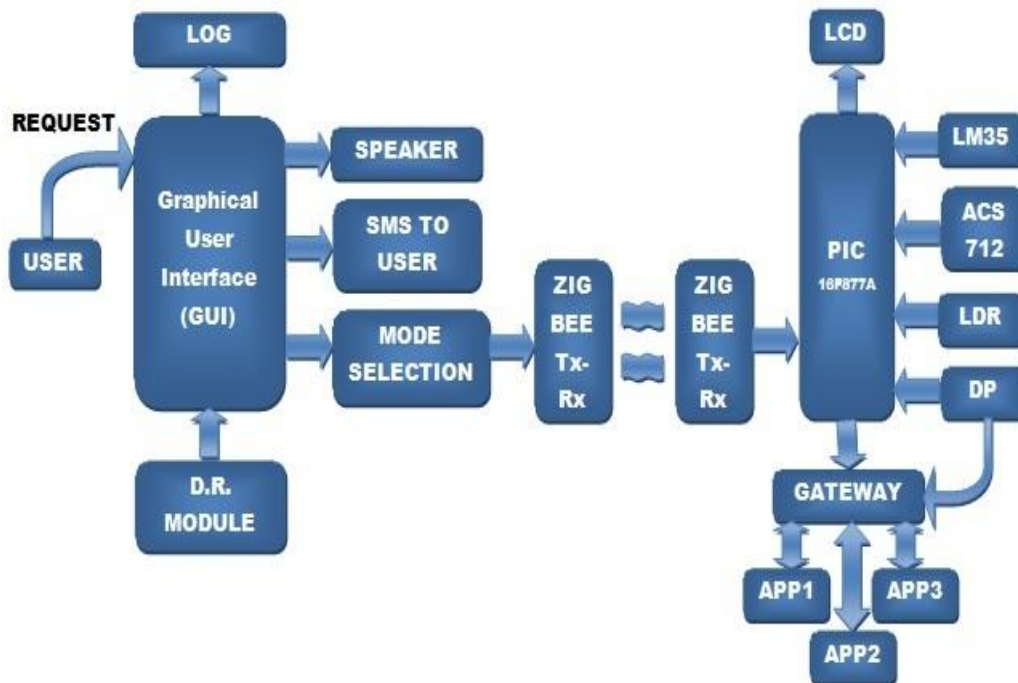 LOG
REQUEST
USER
Graphical
User
Interface
(GUI)
SPEAKER
SMS TO
USER
MODE
SELECTION
D.R.
MODULE
ZIG
BEE
Tx-
Rx
ZIG
BEE
Tx-
Rx
LCD
PIC
16F877A
LM35
ACS
712
LDR
DP
GATEWAY
APP1
APP3
APP2